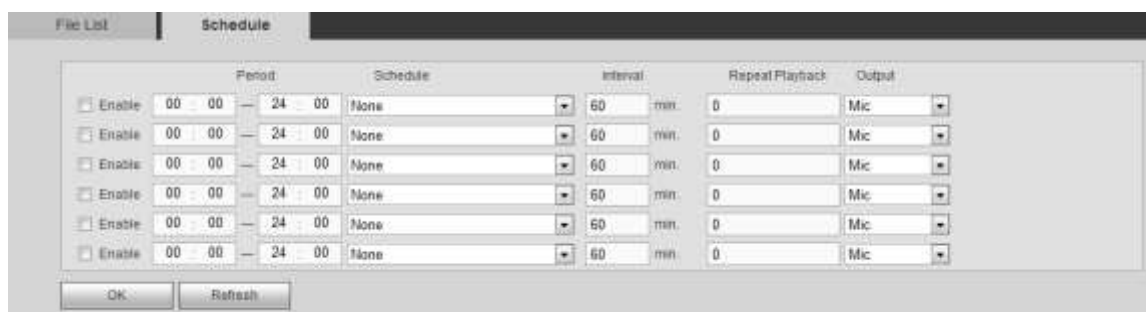 File List Schedule
Period Schedule Interval Repeat Playback Output
Enable 00 : 00 — 24 : 00 None 60 min. 0 Mic
Enable 00 : 00 — 24 : 00 None 60 min. 0 Mic
Enable 00 : 00 — 24 : 00 None 60 min. 0 Mic
Enable 00 : 00 — 24 : 00 None 60 min. 0 Mic
Enable 00 : 00 — 24 : 00 None 60 min. 0 Mic
Enable 00 : 00 — 24 : 00 None 60 min. 0 Mic
OK Refresh